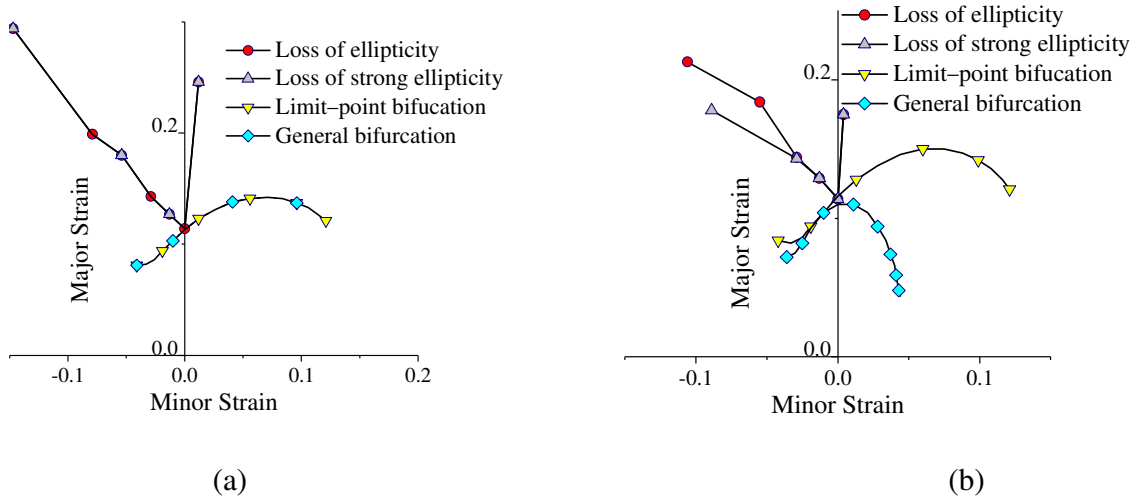 Loss of ellipticity
Loss of strong ellipticity
Limit–point bifucation
General bifurcation
0.2
0.0
Major Strain
-0.1
0.0
0.1
0.2
Minor Strain
(a)
Loss of ellipticity
Loss of strong ellipticity
Limit–point bifucation
General bifurcation
0.2
0.0
Major Strain
-0.1
0.0
0.1
Minor Strain
(b)